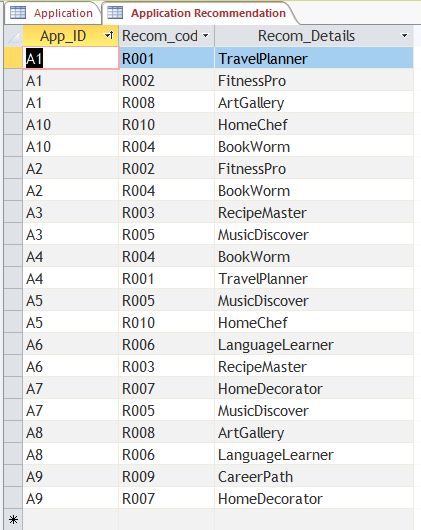 Application Application Recommendation
App_ID Recom_cod Recom_Details
A1 R001 TravelPlanner
A1 R002 FitnessPro
A1 R008 ArtGallery
A10 R010 HomeChef
A10 R004 BookWorm
A2 R002 FitnessPro
A2 R004 BookWorm
A3 R003 RecipeMaster
A3 R005 MusicDiscover
A4 R004 BookWorm
A4 R001 TravelPlanner
A5 R005 MusicDiscover
A5 R010 HomeChef
A6 R006 LanguageLearner
A6 R003 RecipeMaster
A7 R007 HomeDecorator
A7 R005 MusicDiscover
A8 R008 ArtGallery
A8 R006 LanguageLearner
A9 R009 CareerPath
A9 R007 HomeDecorator